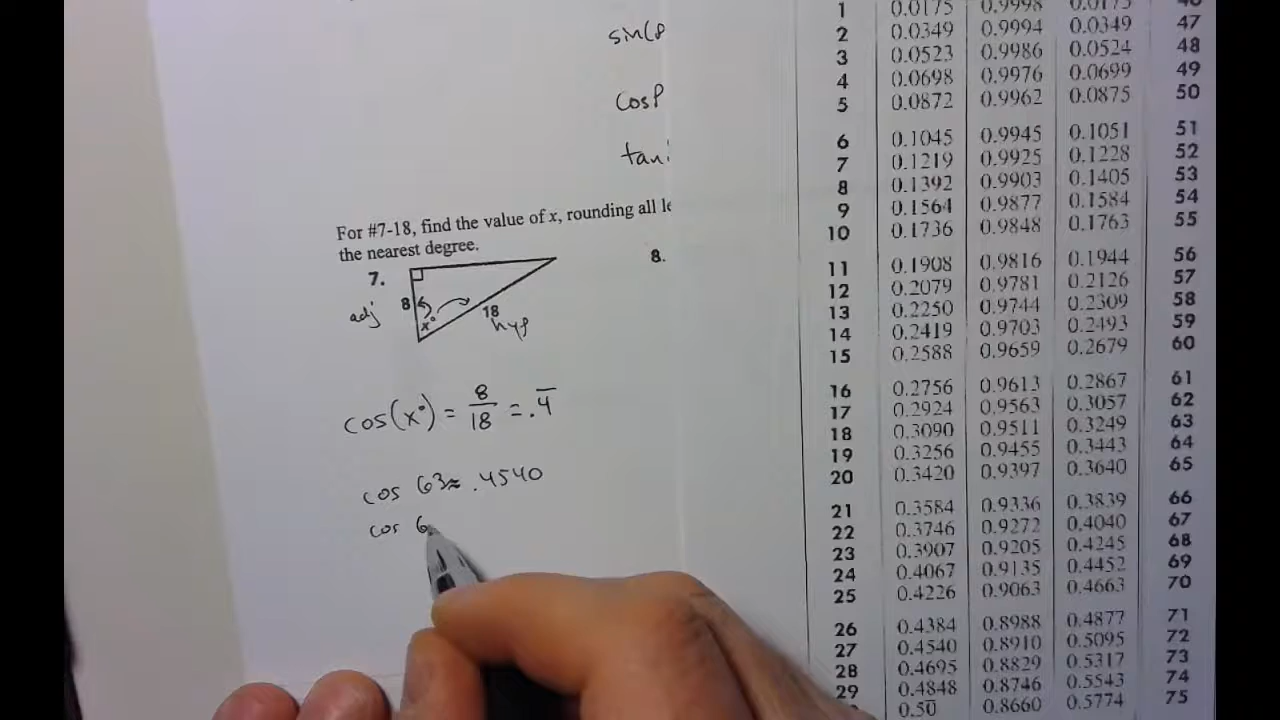 sin(P
cosP
tan
For #7-18, find the value of x, rounding all le
the nearest degree.
7.
8.
adj
8
x°
18
hyp
cos(x°) = 8/18 = .4̅
cos 63 ≈ .4540
cos 6
1 0.0175 0.9998 0.0175 46
2 0.0349 0.9994 0.0349 47
3 0.0523 0.9986 0.0524 48
4 0.0698 0.9976 0.0699 49
5 0.0872 0.9962 0.0875 50
6 0.1045 0.9945 0.1051 51
7 0.1219 0.9925 0.1228 52
8 0.1392 0.9903 0.1405 53
9 0.1564 0.9877 0.1584 54
10 0.1736 0.9848 0.1763 55
11 0.1908 0.9816 0.1944 56
12 0.2079 0.9781 0.2126 57
13 0.2250 0.9744 0.2309 58
14 0.2419 0.9703 0.2493 59
15 0.2588 0.9659 0.2679 60
16 0.2756 0.9613 0.2867 61
17 0.2924 0.9563 0.3057 62
18 0.3090 0.9511 0.3249 63
19 0.3256 0.9455 0.3443 64
20 0.3420 0.9397 0.3640 65
21 0.3584 0.9336 0.3839 66
22 0.3746 0.9272 0.4040 67
23 0.3907 0.9205 0.4245 68
24 0.4067 0.9135 0.4452 69
25 0.4226 0.9063 0.4663 70
26 0.4384 0.8988 0.4877 71
27 0.4540 0.8910 0.5095 72
28 0.4695 0.8829 0.5317 73
29 0.4848 0.8746 0.5543 74
0.50̅ 0.8660 0.5774 75